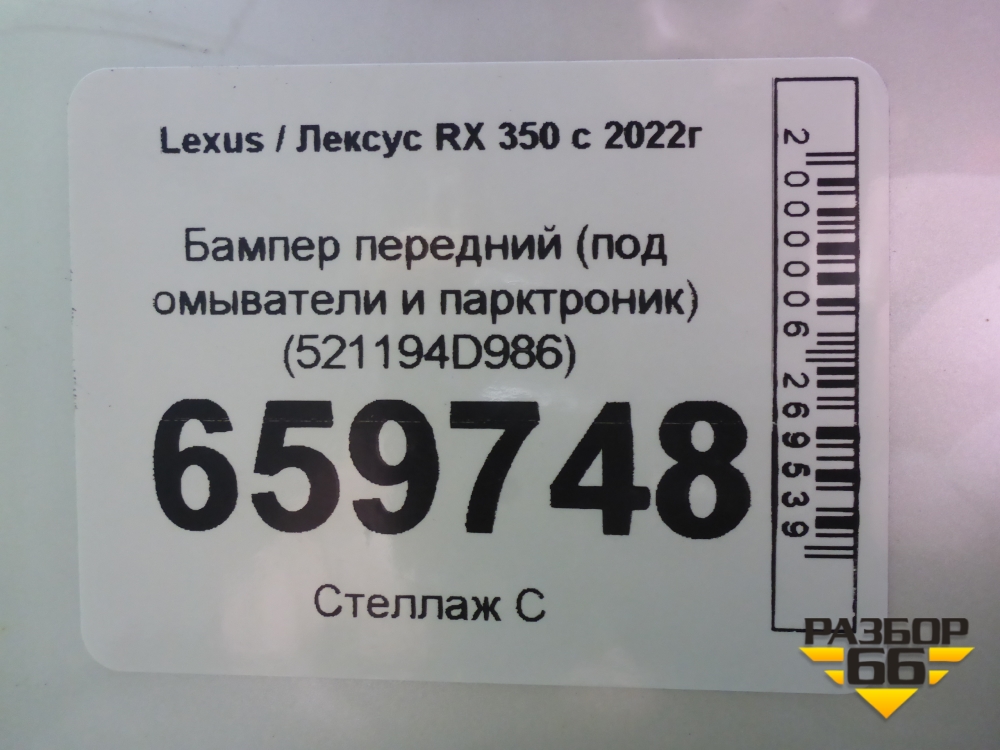 Lexus / Лексус RX 350 с 2022г
Бампер передний (под
омыватели и парктроник)
(521194D986)
659748
Стеллаж С
2 000006 269539
РАЗБОР
66